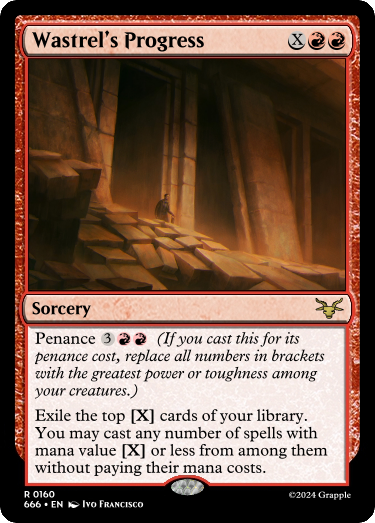 Wastrel's Progress X
Sorcery
Penance 3 (If you cast this for its
penance cost, replace all numbers in brackets
with the greatest power or toughness among
your creatures.)
Exile the top [X] cards of your library.
You may cast any number of spells with
mana value [X] or less from among them
without paying their mana costs.
R 0160
666 • EN Ivo Francisco
©2024 Grapple